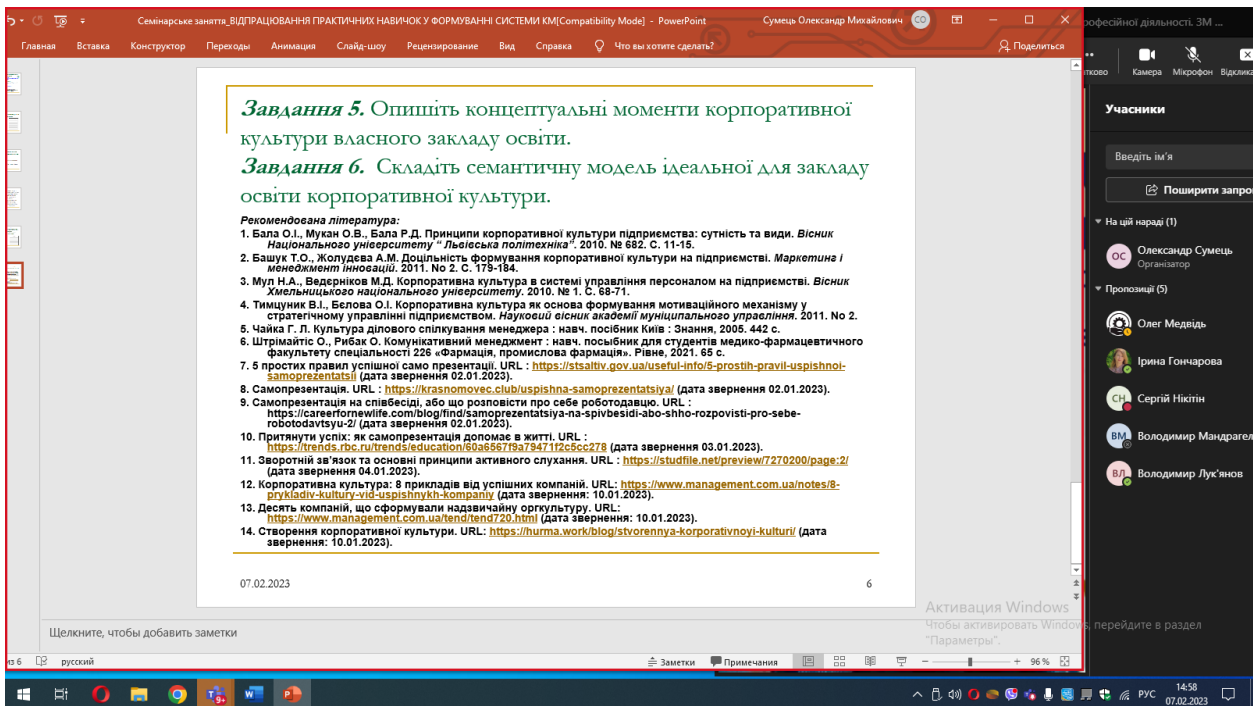 Семінарське заняття_ВІДПРАЦЮВАННЯ ПРАКТИЧНИХ НАВИЧОК У ФОРМУВАННІ СИСТЕМИ КМ[Compatibility Mode] - PowerPoint
Сумець Олександр Михайлович
СО
Главная Вставка Конструктор Переходы Анимация Слайд-шоу Рецензирование Вид Справка Что вы хотите сделать?
Поделиться
Завдання 5. Опишіть концептуальні моменти корпоративної
культури власного закладу освіти.
Завдання 6. Складіть семантичну модель ідеальної для закладу
освіти корпоративної культури.
Рекомендована література:
1. Бала О.І., Мукан О.В., Бала Р.Д. Принципи корпоративної культури підприємства: сутність та види. Вісник
Національного університету “ Львівська політехніка”. 2010. № 682. С. 11-15.
2. Башук Т.О., Жолудєва А.М. Доцільність формування корпоративної культури на підприємстві. Маркетинг і
менеджмент інновацій. 2011. No 2. С. 179-184.
3. Мул Н.А., Ведєрніков М.Д. Корпоративна культура в системі управління персоналом на підприємстві. Вісник
Хмельницького національного університету. 2010. № 1. С. 68-71.
4. Тимцуник В.І., Бєлова О.І. Корпоративна культура як основа формування мотиваційного механізму у
стратегічному управлінні підприємством. Науковий вісник академії муніципального управління. 2011. No 2.
5. Чайка Г. Л. Культура ділового спілкування менеджера : навч. посібник Київ : Знання, 2005. 442 с.
6. Штрімайтіс О., Рибак О. Комунікативний менеджмент : навч. посыбник для студентів медико-фармацевтичного
факультету спеціальності 226 «Фармація, промислова фармація». Рівне, 2021. 65 с.
7. 5 простих правил успішної само презентації. URL : https://stsaltiv.gov.ua/useful-info/5-prostih-pravil-uspishnoi-
samoprezentatsii (дата звернення 02.01.2023).
8. Самопрезентація. URL : https://krasnomovec.club/uspishna-samoprezentatsiya/ (дата звернення 02.01.2023).
9. Самопрезентація на співбесіді, або що розповісти про себе роботодавцю. URL :
https://careerfornewlife.com/blog/find/samoprezentatsiya-na-spivbesidi-abo-shho-rozpovisti-pro-sebe-
robotodavtsyu-2/ (дата звернення 02.01.2023).
10. Притянути успіх: як самопрезентація допомає в житті. URL :
https://trends.rbc.ru/trends/education/60a6567f9a79471f2c5cc278 (дата звернення 03.01.2023).
11. Зворотній зв’язок та основні принципи активного слухання. URL : https://studfile.net/preview/7270200/page:2/
(дата звернення 04.01.2023).
12. Корпоративна культура: 8 прикладів від успішних компаній. URL: https://www.management.com.ua/notes/8-
prykladiv-kultury-vid-uspishnykh-kompaniy (дата звернення: 10.01.2023).
13. Десять компаній, що сформували надзвичайну оргкультуру. URL:
https://www.management.com.ua/tend/tend720.html (дата звернення: 10.01.2023).
14. Створення корпоративної культури. URL: https://hurma.work/blog/stvorennya-korporativnoyi-kulturi/ (дата
звернення: 10.01.2023).
07.02.2023
6
Щелкните, чтобы добавить заметки
из 6 русский
Заметки Примечания
96 %
офесійної діяльності. ЗМ ...
тково Камера Мікрофон Відклика
Учасники
Введіть ім’я
Поширити запро
На цій нараді (1)
ОС Олександр Сумець
Організатор
Пропозиції (5)
Олег Медвідь
Ірина Гончарова
СН Сергій Нікітін
ВМ Володимир Мандрагел
ВЛ Володимир Лук’янов
Активация Windows
Чтобы активировать Windows, перейдите в раздел
"Параметры".
РУС
14:58
07.02.2023